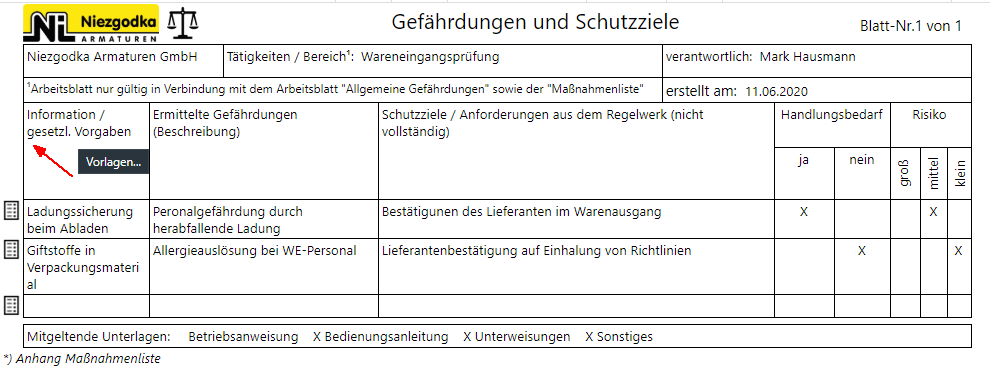 NIL Niezgodka
ARMATUREN
Gefährdungen und Schutzziele
Blatt-Nr.1 von 1
Niezgodka Armaturen GmbH
Tätigkeiten / Bereich¹: Wareneingangsprüfung
verantwortlich: Mark Hausmann
¹Arbeitsblatt nur gültig in Verbindung mit dem Arbeitsblatt "Allgemeine Gefährdungen" sowie der "Maßnahmenliste"
erstellt am: 11.06.2020
Information /
gesetzl. Vorgaben
Vorlagen...
Ermittelte Gefährdungen
(Beschreibung)
Schutzziele / Anforderungen aus dem Regelwerk (nicht
vollständig)
Handlungsbedarf
Risiko
ja
nein
groß
mittel
klein
Ladungssicherung
beim Abladen
Peronalgefährdung durch
herabfallende Ladung
Bestätigunen des Lieferanten im Warenausgang
X
X
Giftstoffe in
Verpackungsmateri
al
Allergieauslösung bei WE-Personal
Lieferantenbestätigung auf Einhalung von Richtlinien
X
X
Mitgeltende Unterlagen: Betriebsanweisung X Bedienungsanleitung X Unterweisungen X Sonstiges
*) Anhang Maßnahmenliste